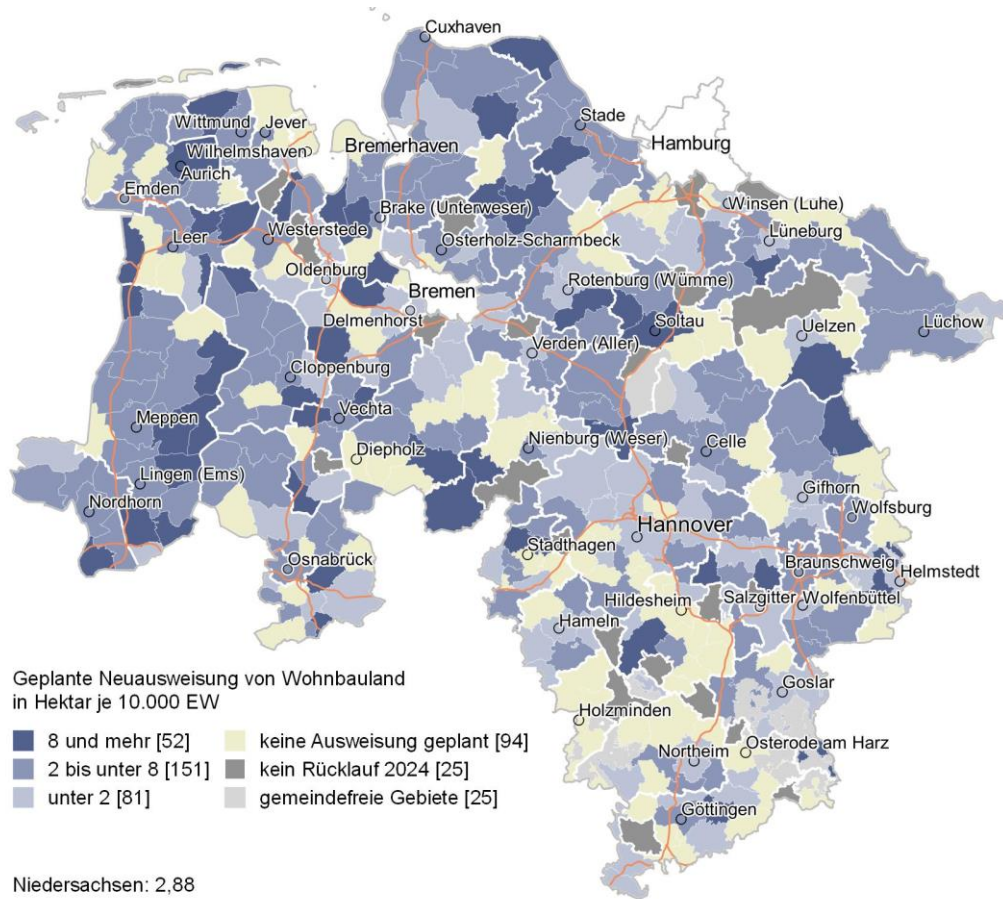 Cuxhaven
Stade
Wittmund
Jever
Wilhelmshaven
Bremerhaven
Hamburg
Aurich
Emden
Brake (Unterweser)
Winsen (Luhe)
Leer
Westerstede
Osterholz-Scharmbeck
Lüneburg
Oldenburg
Rotenburg (Wümme)
Bremen
Delmenhorst
Soltau
Uelzen
Lüchow
Verden (Aller)
Cloppenburg
Meppen
Vechta
Diepholz
Nienburg (Weser)
Celle
Lingen (Ems)
Nordhorn
Gifhorn
Wolfsburg
Hannover
Osnabrück
Stadthagen
Braunschweig
Helmstedt
Hildesheim
Salzgitter
Wolfenbüttel
Hameln
Goslar
Holzminden
Northeim
Osterode am Harz
Göttingen
Geplante Neuausweisung von Wohnbauland
in Hektar je 10.000 EW
8 und mehr [52]
2 bis unter 8 [151]
unter 2 [81]
keine Ausweisung geplant [94]
kein Rücklauf 2024 [25]
gemeindefreie Gebiete [25]
Niedersachsen: 2,88